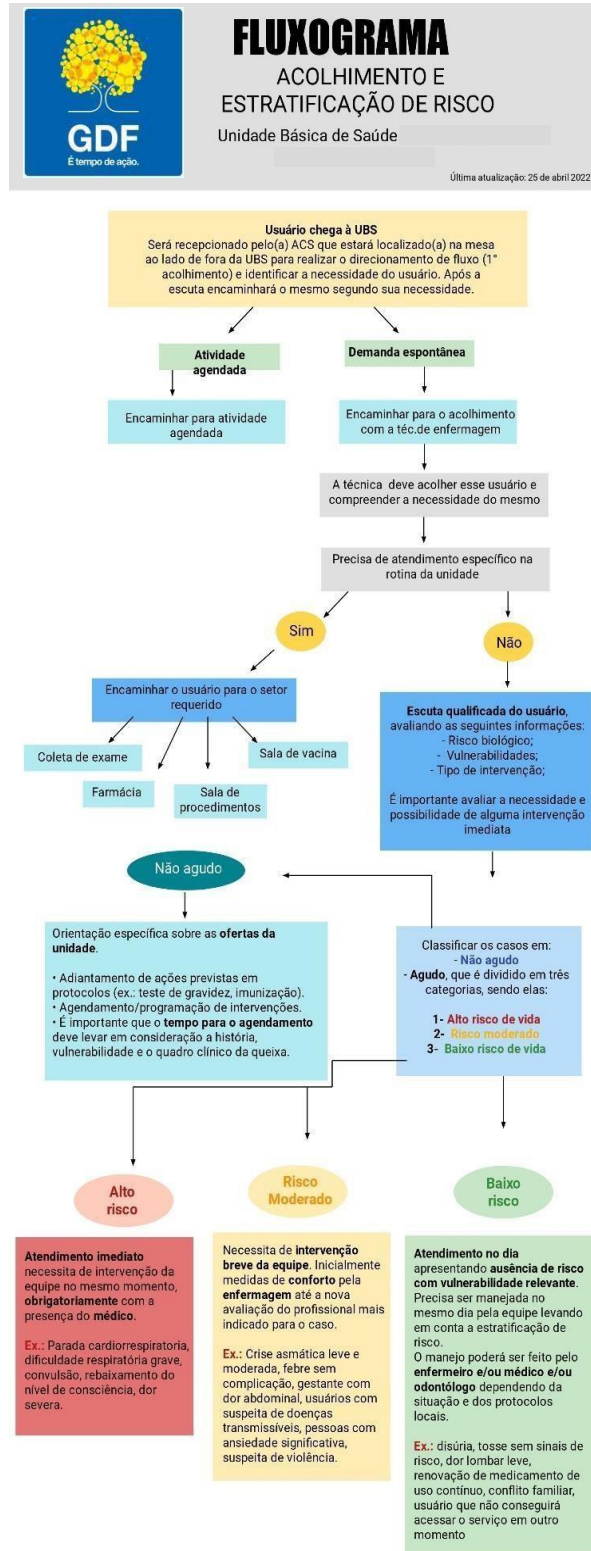 FLUXOGRAMA
ACOLHIMENTO E
ESTRATIFICAÇÃO DE RISCO
Unidade Básica de Saúde
GDF
É tempo de ação.
Última atualização: 25 de abril 2022
Usuário chega à UBS
Será recepcionado pelo(a) ACS que estará localizado(a) na mesa
ao lado de fora da UBS para realizar o direcionamento de fluxo (1°
acolhimento) e identificar a necessidade do usuário. Após a
escuta encaminhará o mesmo segundo sua necessidade.
Atividade
agendada
Demanda espontânea
Encaminhar para atividade
agendada
Encaminhar para o acolhimento
com a téc.de enfermagem
A técnica deve acolher esse usuário e
compreender a necessidade do mesmo
Precisa de atendimento específico na
rotina da unidade
Sim
Não
Encaminhar o usuário para o setor
requerido
Coleta de exame
Farmácia
Sala de
procedimentos
Sala de vacina
Escuta qualificada do usuário,
avaliando as seguintes informações:
- Risco biológico;
- Vulnerabilidades;
- Tipo de intervenção;
É importante avaliar a necessidade e
possibilidade de alguma intervenção
imediata
Não agudo
Orientação específica sobre as ofertas da
unidade.
• Adiantamento de ações previstas em
protocolos (ex.: teste de gravidez, imunização).
• Agendamento/programação de intervenções.
• É importante que o tempo para o agendamento
deve levar em consideração a história,
vulnerabilidade e o quadro clínico da queixa.
Classificar os casos em:
- Não agudo
- Agudo, que é dividido em três
categorias, sendo elas:
1- Alto risco de vida
2- Risco moderado
3- Baixo risco de vida
Alto
risco
Atendimento imediato
necessita de intervenção da
equipe no mesmo momento,
obrigatoriamente com a
presença do médico.
Ex.: Parada cardiorrespiratoria,
dificuldade respiratória grave,
convulsão, rebaixamento do
nível de consciência, dor
severa.
Risco
Moderado
Necessita de intervenção
breve da equipe. Inicialmente
medidas de conforto pela
enfermagem até a nova
avaliação do profissional mais
indicado para o caso.
Ex.: Crise asmática leve e
moderada, febre sem
complicação, gestante com
dor abdominal, usuários com
suspeita de doenças
transmissíveis, pessoas com
ansiedade significativa,
suspeita de violência.
Baixo
risco
Atendimento no dia
apresentando ausência de risco
com vulnerabilidade relevante.
Precisa ser manejada no
mesmo dia pela equipe levando
em conta a estratificação de
risco.
O manejo poderá ser feito pelo
enfermeiro e/ou médico e/ou
odontólogo dependendo da
situação e dos protocolos
locais.
Ex.: disúria, tosse sem sinais de
risco, dor lombar leve,
renovação de medicamento de
uso contínuo, conflito familiar,
usuário que não conseguirá
acessar o serviço em outro
momento